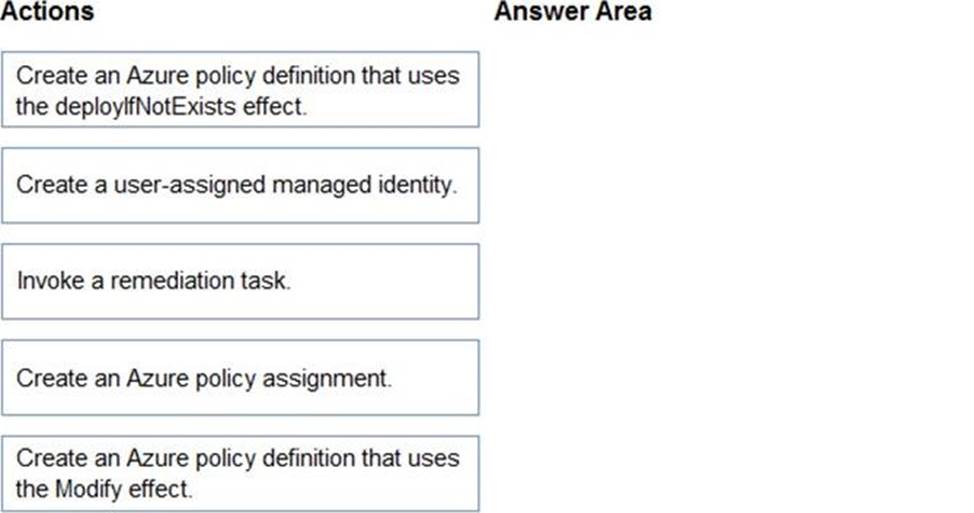 Actions
Answer Area
Create an Azure policy definition that uses
the deployIfNotExists effect.
Create a user-assigned managed identity.
Invoke a remediation task.
Create an Azure policy assignment.
Create an Azure policy definition that uses
the Modify effect.